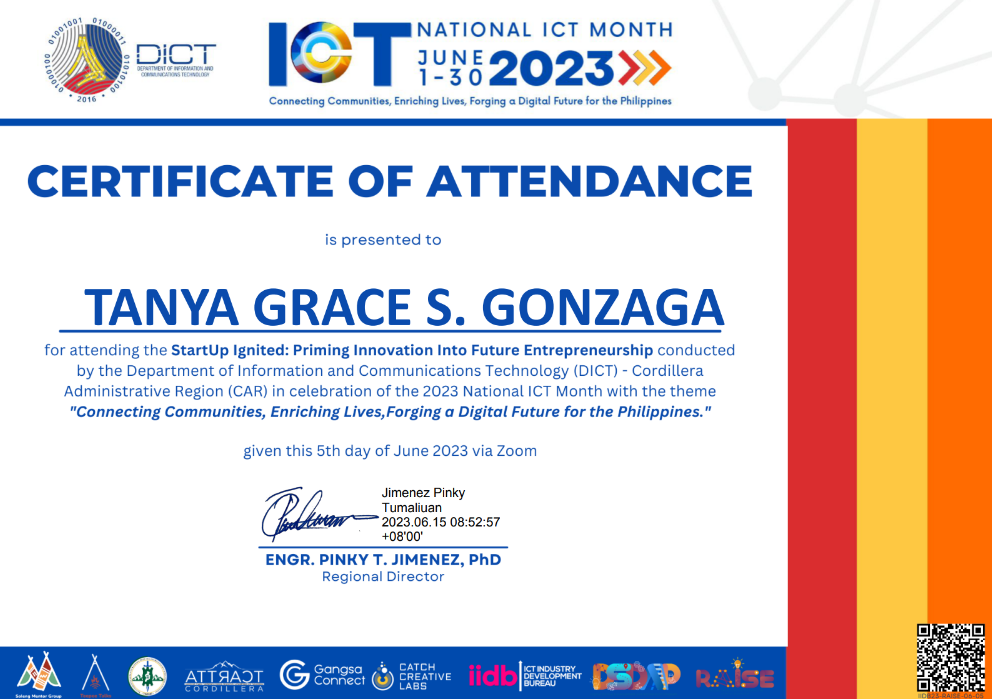 01001001 01000011 01010100
DICT
DEPARTMENT OF INFORMATION AND
COMMUNICATIONS TECHNOLOGY
• 2016 •
ICT NATIONAL ICT MONTH
JUNE
1-30 2023
Connecting Communities, Enriching Lives, Forging a Digital Future for the Philippines
CERTIFICATE OF ATTENDANCE
is presented to
TANYA GRACE S. GONZAGA
for attending the StartUp Ignited: Priming Innovation Into Future Entrepreneurship conducted
by the Department of Information and Communications Technology (DICT) - Cordillera
Administrative Region (CAR) in celebration of the 2023 National ICT Month with the theme
"Connecting Communities, Enriching Lives,Forging a Digital Future for the Philippines."
given this 5th day of June 2023 via Zoom
Jimenez Pinky
Tumaliuan
2023.06.15 08:52:57
+08'00'
ENGR. PINKY T. JIMENEZ, PhD
Regional Director
ATTRACT
CORDILLERA
Gangsa
Connect
CATCH
CREATIVE
LABS
iidb
ICT INDUSTRY
DEVELOPMENT
BUREAU
RAISE